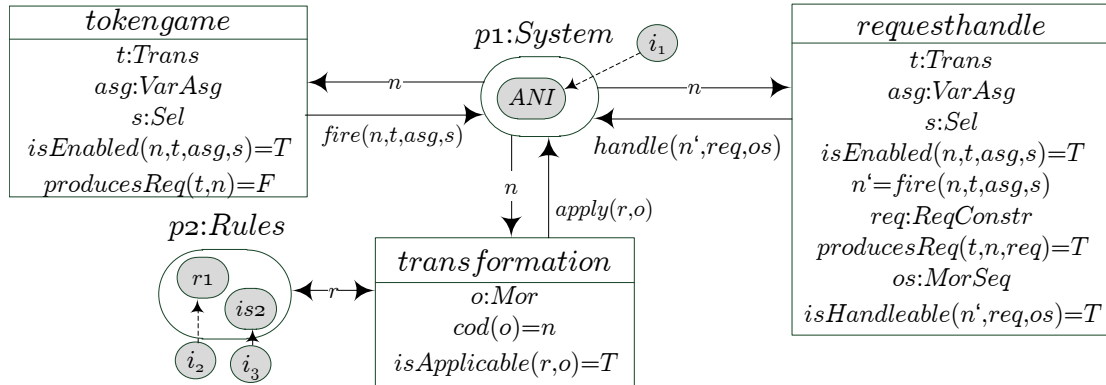 tokengame
t:Trans
asg:VarAsg
s:Sel
isEnabled(n,t,asg,s)=T
producesReq(t,n)=F
n
fire(n,t,asg,s)
p1:System
i₁
ANI
n
handle(n‘,req,os)
n
apply(r,o)
requesthandle
t:Trans
asg:VarAsg
s:Sel
isEnabled(n,t,asg,s)=T
n‘=fire(n,t,asg,s)
req:ReqConstr
producesReq(t,n,req)=T
os:MorSeq
isHandleable(n‘,req,os)=T
p2:Rules
r1
is2
i₂
i₃
r
transformation
o:Mor
cod(o)=n
isApplicable(r,o)=T